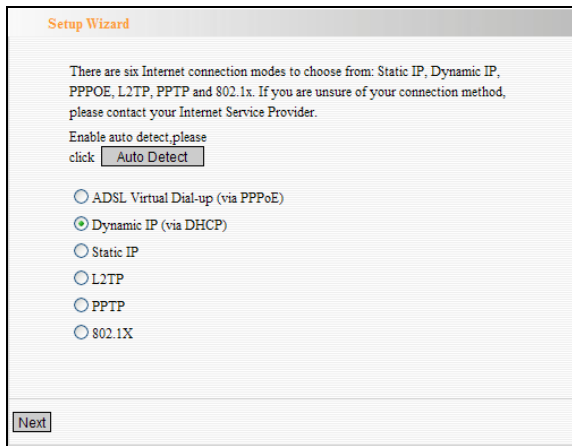 Setup Wizard
There are six Internet connection modes to choose from: Static IP, Dynamic IP,
PPPOE, L2TP, PPTP and 802.1x. If you are unsure of your connection method,
please contact your Internet Service Provider.
Enable auto detect,please
click Auto Detect
ADSL Virtual Dial-up (via PPPoE)
Dynamic IP (via DHCP)
Static IP
L2TP
PPTP
802.1X
Next